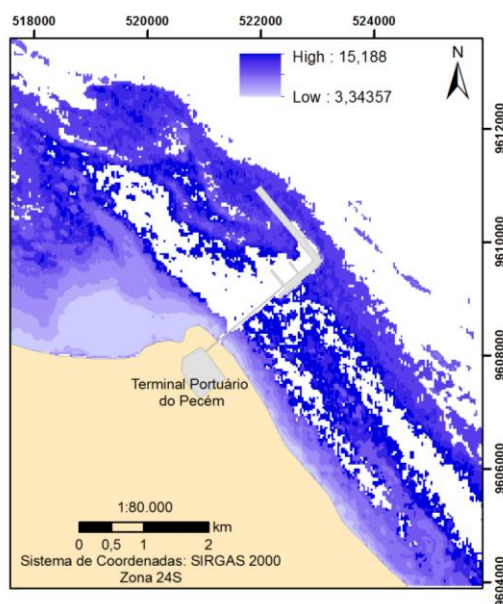 518000 520000 522000 524000
High : 15,188
Low : 3,34357
N
9612000
9610000
9608000
9606000
9604000
Terminal Portuário
do Pecém
1:80.000
km
0 0,5 1 2
Sistema de Coordenadas: SIRGAS 2000
Zona 24S